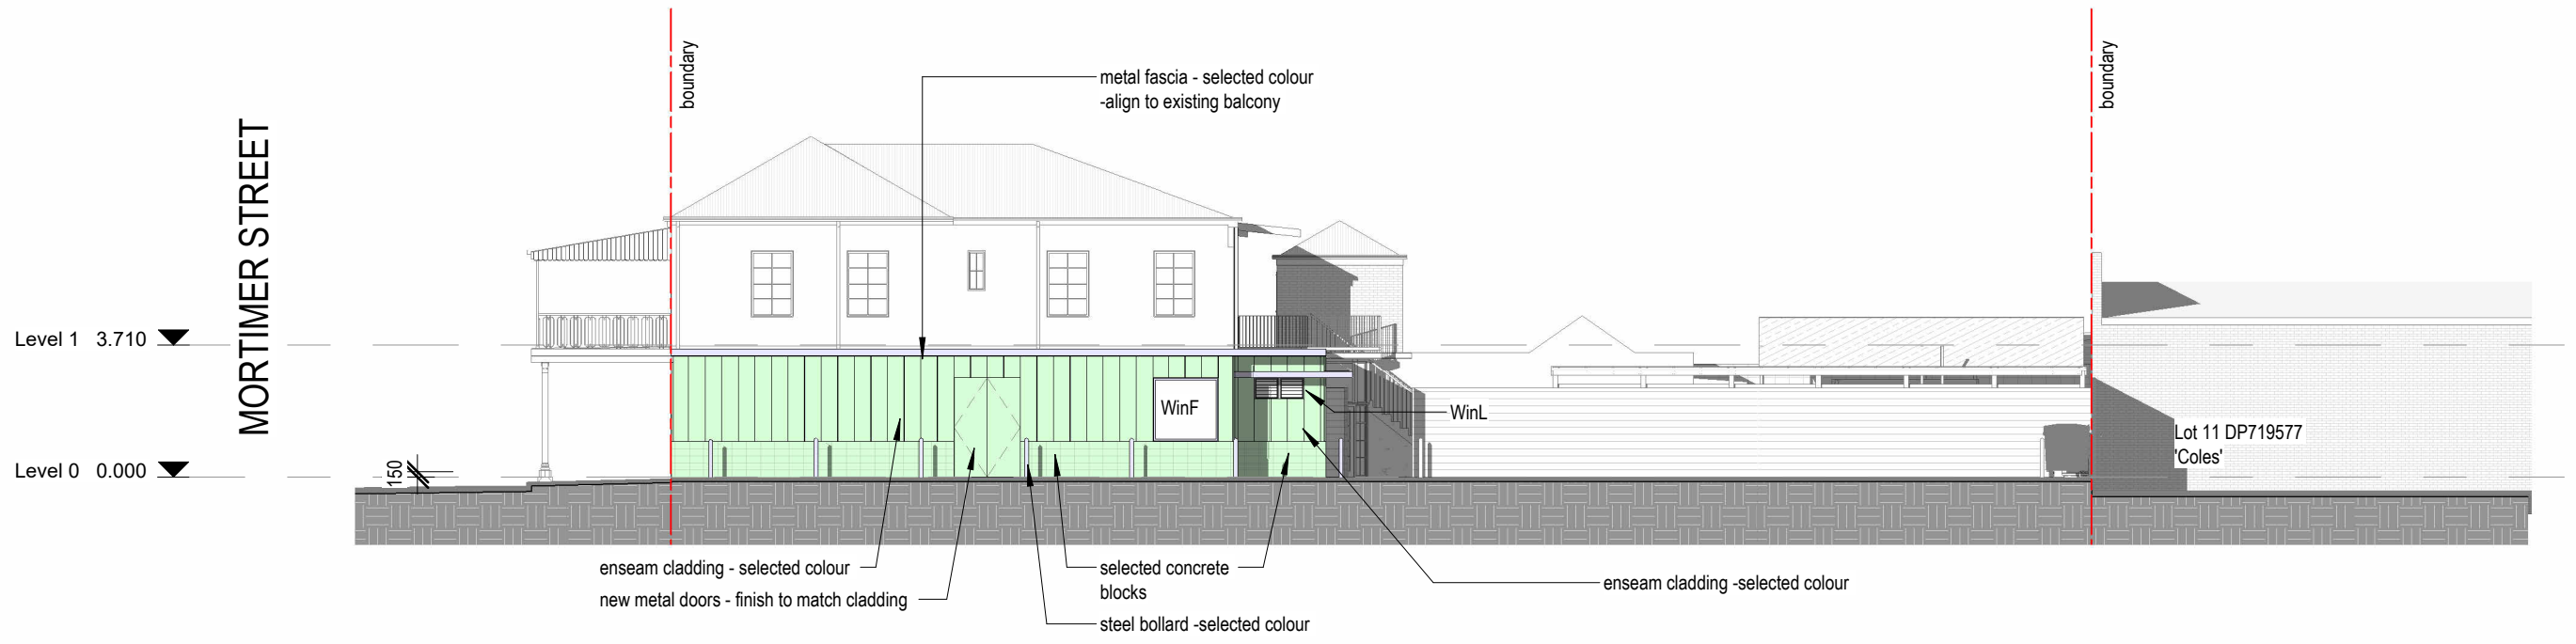 boundary
boundary
metal fascia - selected colour
-align to existing balcony
MORTIMER STREET
Level 1 3.710
WinF
WinL
Lot 11 DP719577
'Coles'
Level 0 0.000
150
enseam cladding - selected colour
new metal doors - finish to match cladding
selected concrete
blocks
steel bollard -selected colour
enseam cladding -selected colour